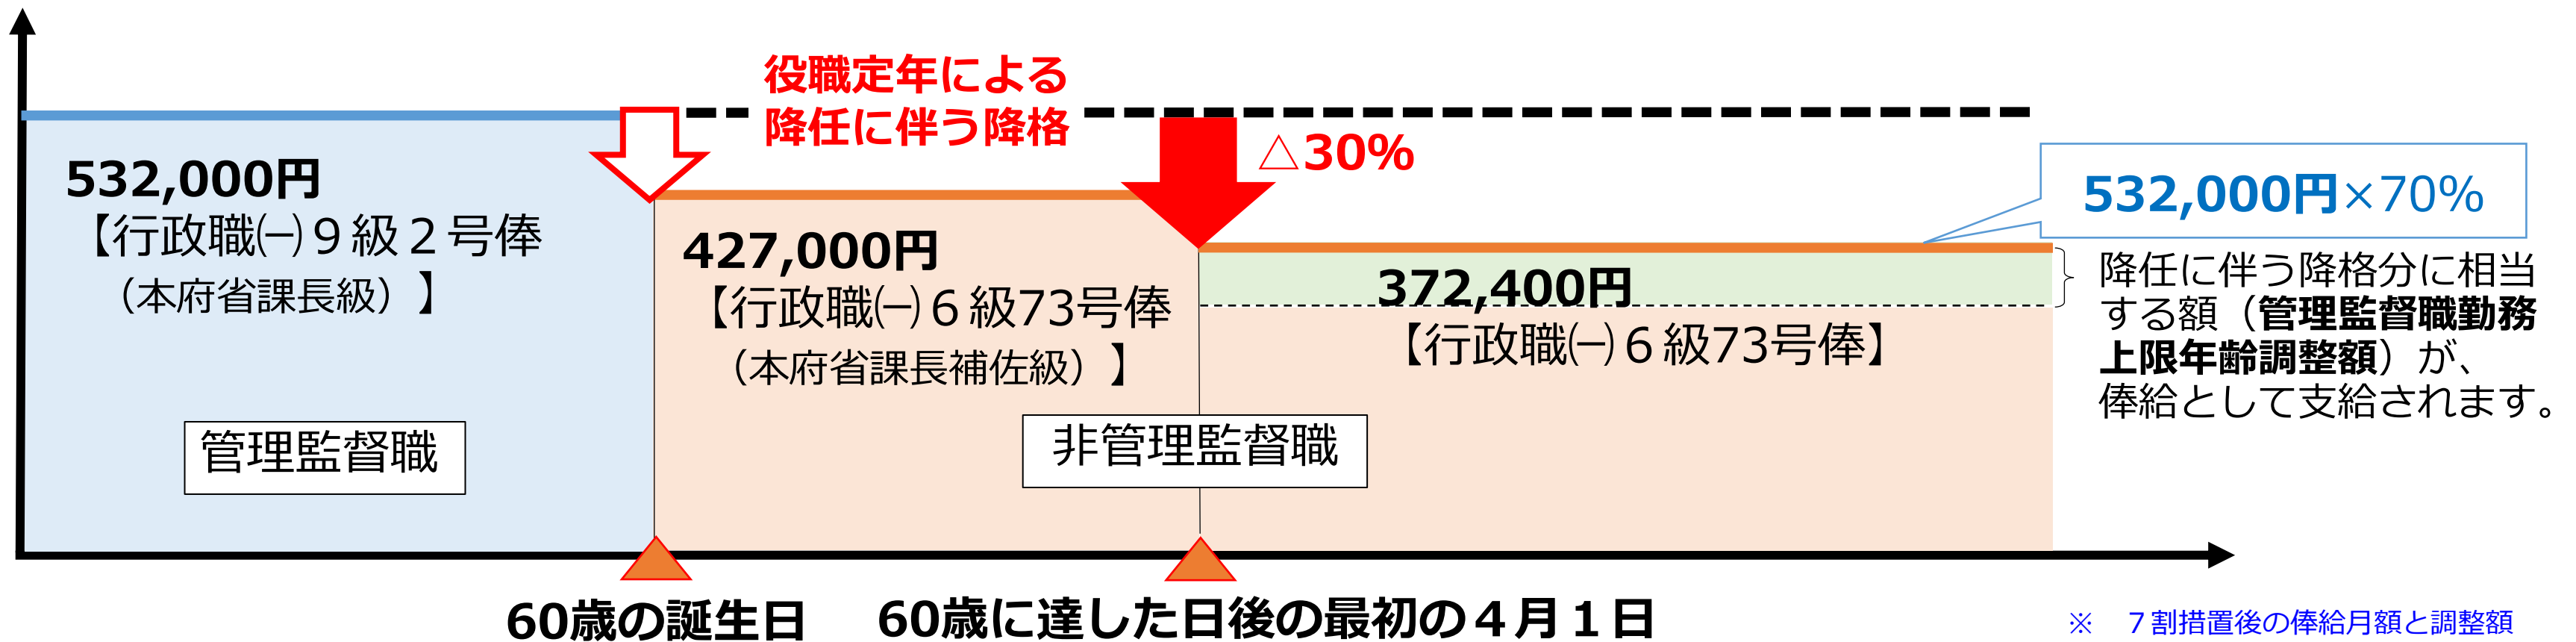 役職定年による
降任に伴う降格
△30%
532,000円
【行政職㈠９級２号俸
（本府省課長級）】
管理監督職
427,000円
【行政職㈠６級73号俸
（本府省課長補佐級）】
非管理監督職
372,400円
【行政職㈠６級73号俸】
532,000円×70%
降任に伴う降格分に相当
する額（管理監督職勤務
上限年齢調整額）が、
俸給として支給されます。
60歳の誕生日
60歳に達した日後の最初の４月１日
※　７割措置後の俸給月額と調整額